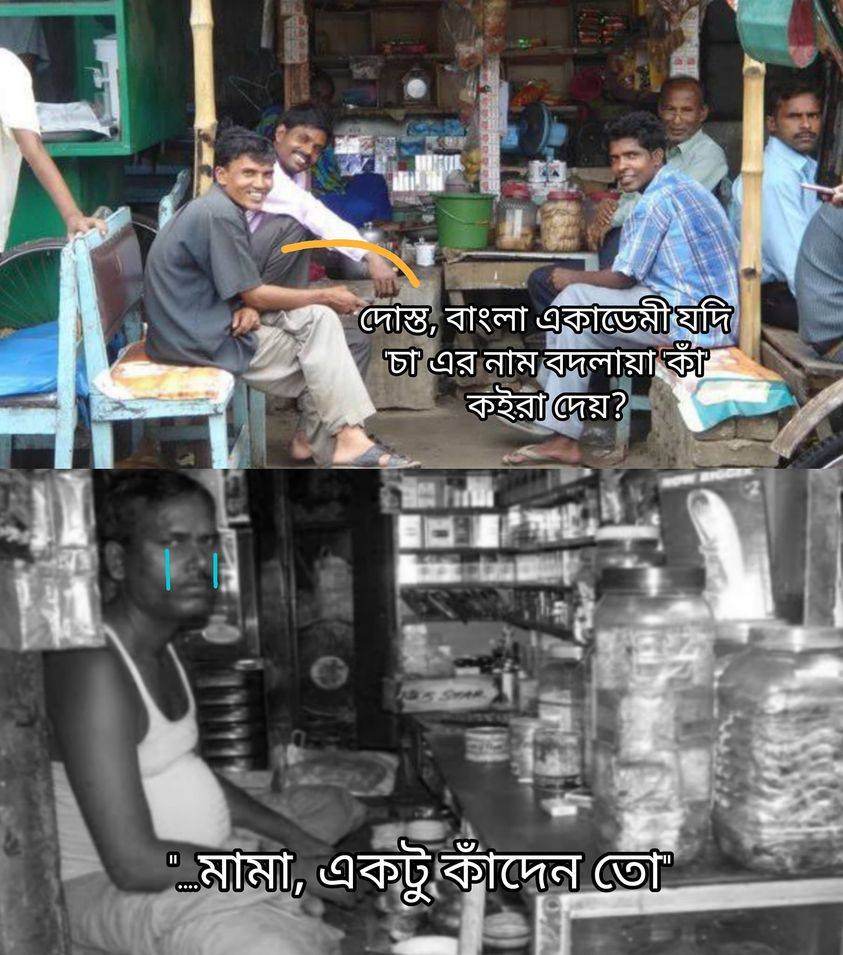 দোস্ত, বাংলা একাডেমী যদি
'চা' এর নাম বদলায়া 'কাঁ'
কইরা দেয়?
"....মামা, একটু কাঁদেন তো"